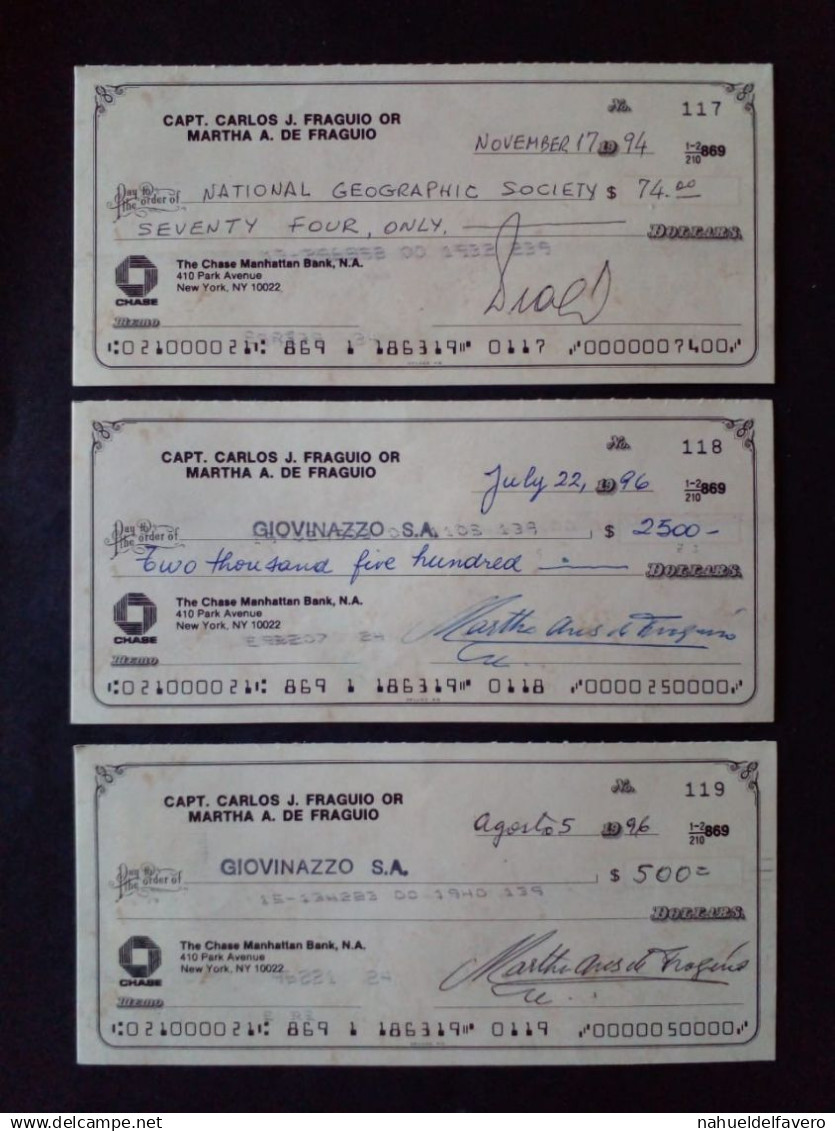 CAPT. CARLOS J. FRAGUIO OR
MARTHA A. DE FRAGUIO
No. 117
NOVEMBER 17 19 94
1-2/210 869
Pay to the order of NATIONAL GEOGRAPHIC SOCIETY $ 74.00
SEVENTY FOUR, ONLY. DOLLARS
CHASE
The Chase Manhattan Bank, N.A.
410 Park Avenue
New York, NY 10022
MEMO
⑆021000021⑆ 869 1 186319⑈ 0117 ⑇0000007400⑇
CAPT. CARLOS J. FRAGUIO OR
MARTHA A. DE FRAGUIO
No. 118
July 22, 19 96
1-2/210 869
Pay to the order of GIOVINAZZO S.A. $ 2500-
Two thousand five hundred DOLLARS
CHASE
The Chase Manhattan Bank, N.A.
410 Park Avenue
New York, NY 10022
MEMO
⑆021000021⑆ 869 1 186319⑈ 0118 ⑇0000250000⑇
CAPT. CARLOS J. FRAGUIO OR
MARTHA A. DE FRAGUIO
No. 119
Agosto 5 19 96
1-2/210 869
Pay to the order of GIOVINAZZO S.A. $ 500=
DOLLARS
CHASE
The Chase Manhattan Bank, N.A.
410 Park Avenue
New York, NY 10022
MEMO
⑆021000021⑆ 869 1 186319⑈ 0119 ⑇0000050000⑇
nahueldelfavero